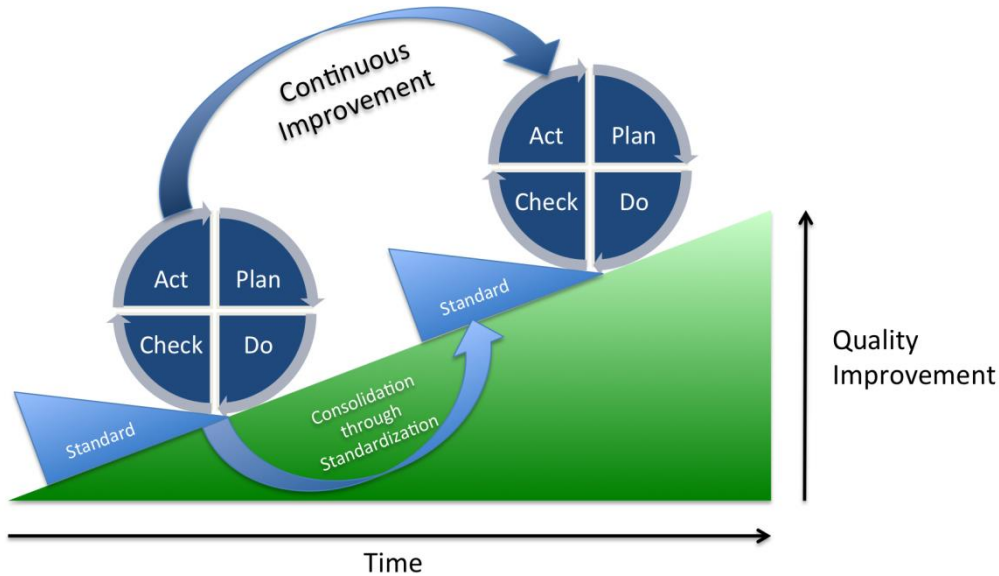 Continuous
Improvement
Act
Plan
Check
Do
Act
Plan
Check
Do
Standard
Standard
Consolidation
through
Standardization
Quality
Improvement
Time